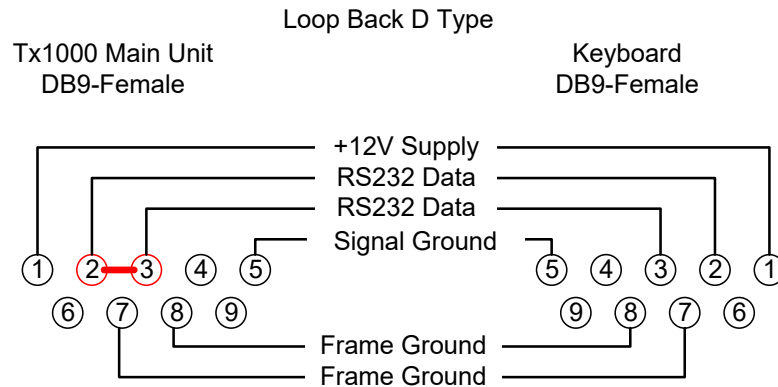 Loop Back D Type
Tx1000 Main Unit
DB9-Female
Keyboard
DB9-Female
+12V Supply
RS232 Data
RS232 Data
Signal Ground
1 2 3 4 5
5 4 3 2 1
6 7 8 9
9 8 7 6
Frame Ground
Frame Ground